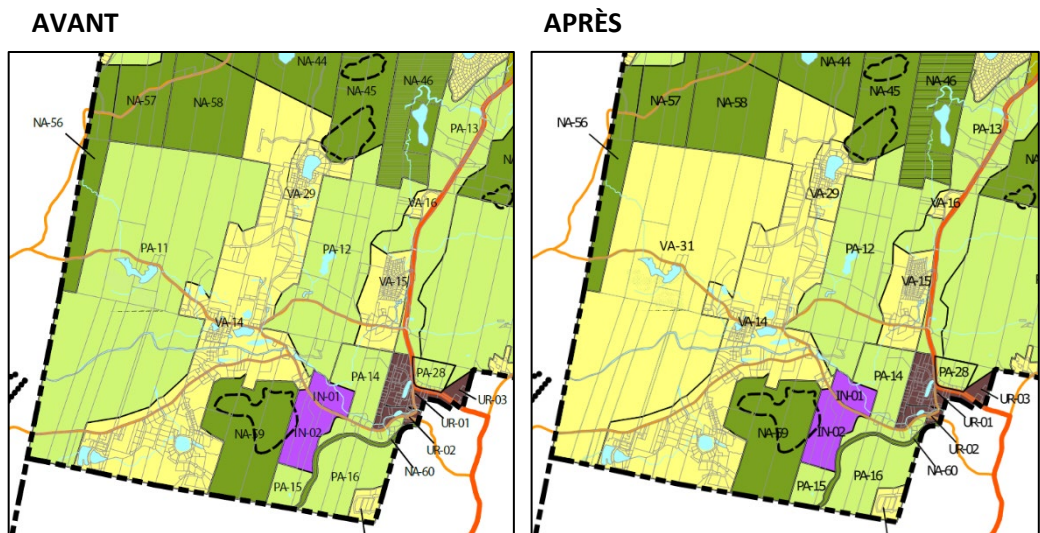 AVANT
NA-44
NA-46
NA-57
NA-58
NA-45
NA-56
PA-13
VA-29
VA-16
PA-11
PA-12
VA-15
VA-14
PA-14
PA-28
IN-01
UR-03
NA-59
IN-02
UR-01
UR-02
NA-60
PA-15
PA-16
APRÈS
NA-44
NA-46
NA-57
NA-58
NA-45
NA-56
PA-13
VA-29
VA-16
VA-31
PA-12
VA-15
VA-14
PA-14
PA-28
IN-01
UR-03
NA-59
IN-02
UR-01
UR-02
NA-60
PA-15
PA-16